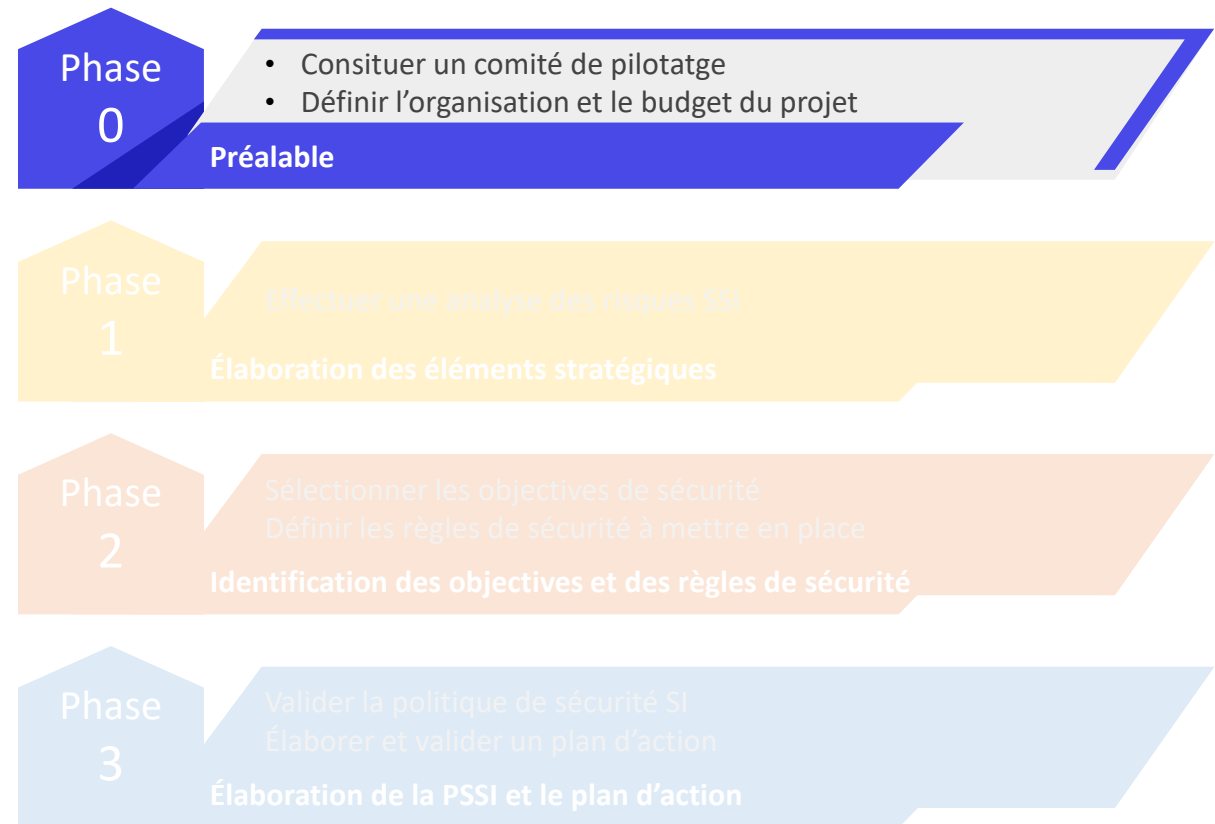 Phase
0
• Consituer un comité de pilotatge
• Définir l’organisation et le budget du projet
Préalable
Phase
1
Effectuer une analyse des risques SSI
Élaboration des éléments stratégiques
Phase
2
Sélectionner les objectives de sécurité
Définir les règles de sécurité à mettre en place
Identification des objectives et des règles de sécurité
Phase
3
Valider la politique de sécurité SI
Élaborer et valider un plan d’action
Élaboration de la PSSI et le plan d’action